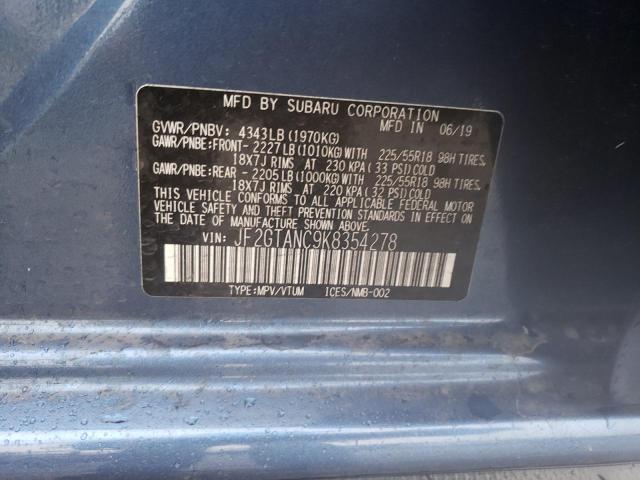 MFD BY SUBARU CORPORATION
MFD IN 06/19
GVWR/PNBV: 4343LB (1970KG)
GAWR/PNBE: FRONT- 2227LB (1010KG) WITH 225/55R18 98H TIRES,
18X7J RIMS AT 230 KPA (33 PSI) COLD
GAWR/PNBE: REAR - 2205LB (1000KG) WITH 225/55R18 98H TIRES,
18X7J RIMS AT 220 KPA (32 PSI) COLD
THIS VEHICLE CONFORMS TO ALL APPLICABLE FEDERAL MOTOR
VEHICLE SAFETY AND THEFT PREVENTION STANDARDS IN EFFECT ON
THE DATE OF MANUFACTURE SHOWN ABOVE.
VIN: JF2GTANC9K8354278
TYPE:MPV/VTUM ICES/NMB-002